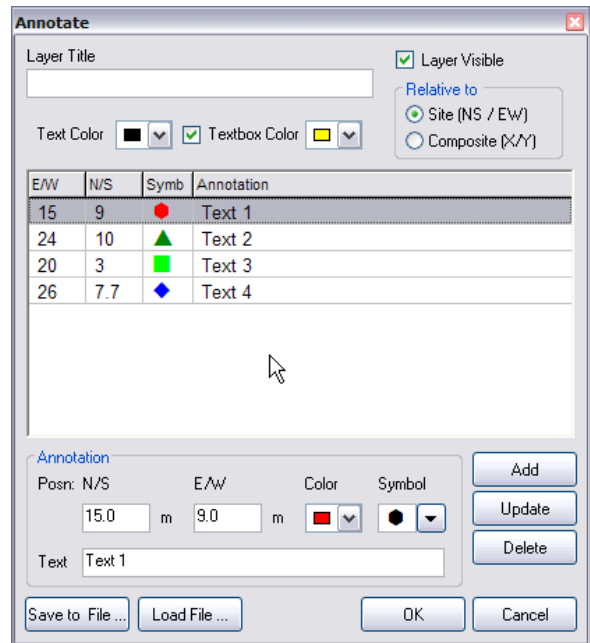 Annotate
Layer Title
Layer Visible
Relative to
Site (NS / EW)
Composite (X/Y)
Text Color Textbox Color
E/W N/S Symb Annotation
15 9 Text 1
24 10 Text 2
20 3 Text 3
26 7.7 Text 4
Annotation
Posn: N/S E/W Color Symbol
15.0 m 9.0 m
Text Text 1
Add
Update
Delete
Save to File ... Load File ... OK Cancel